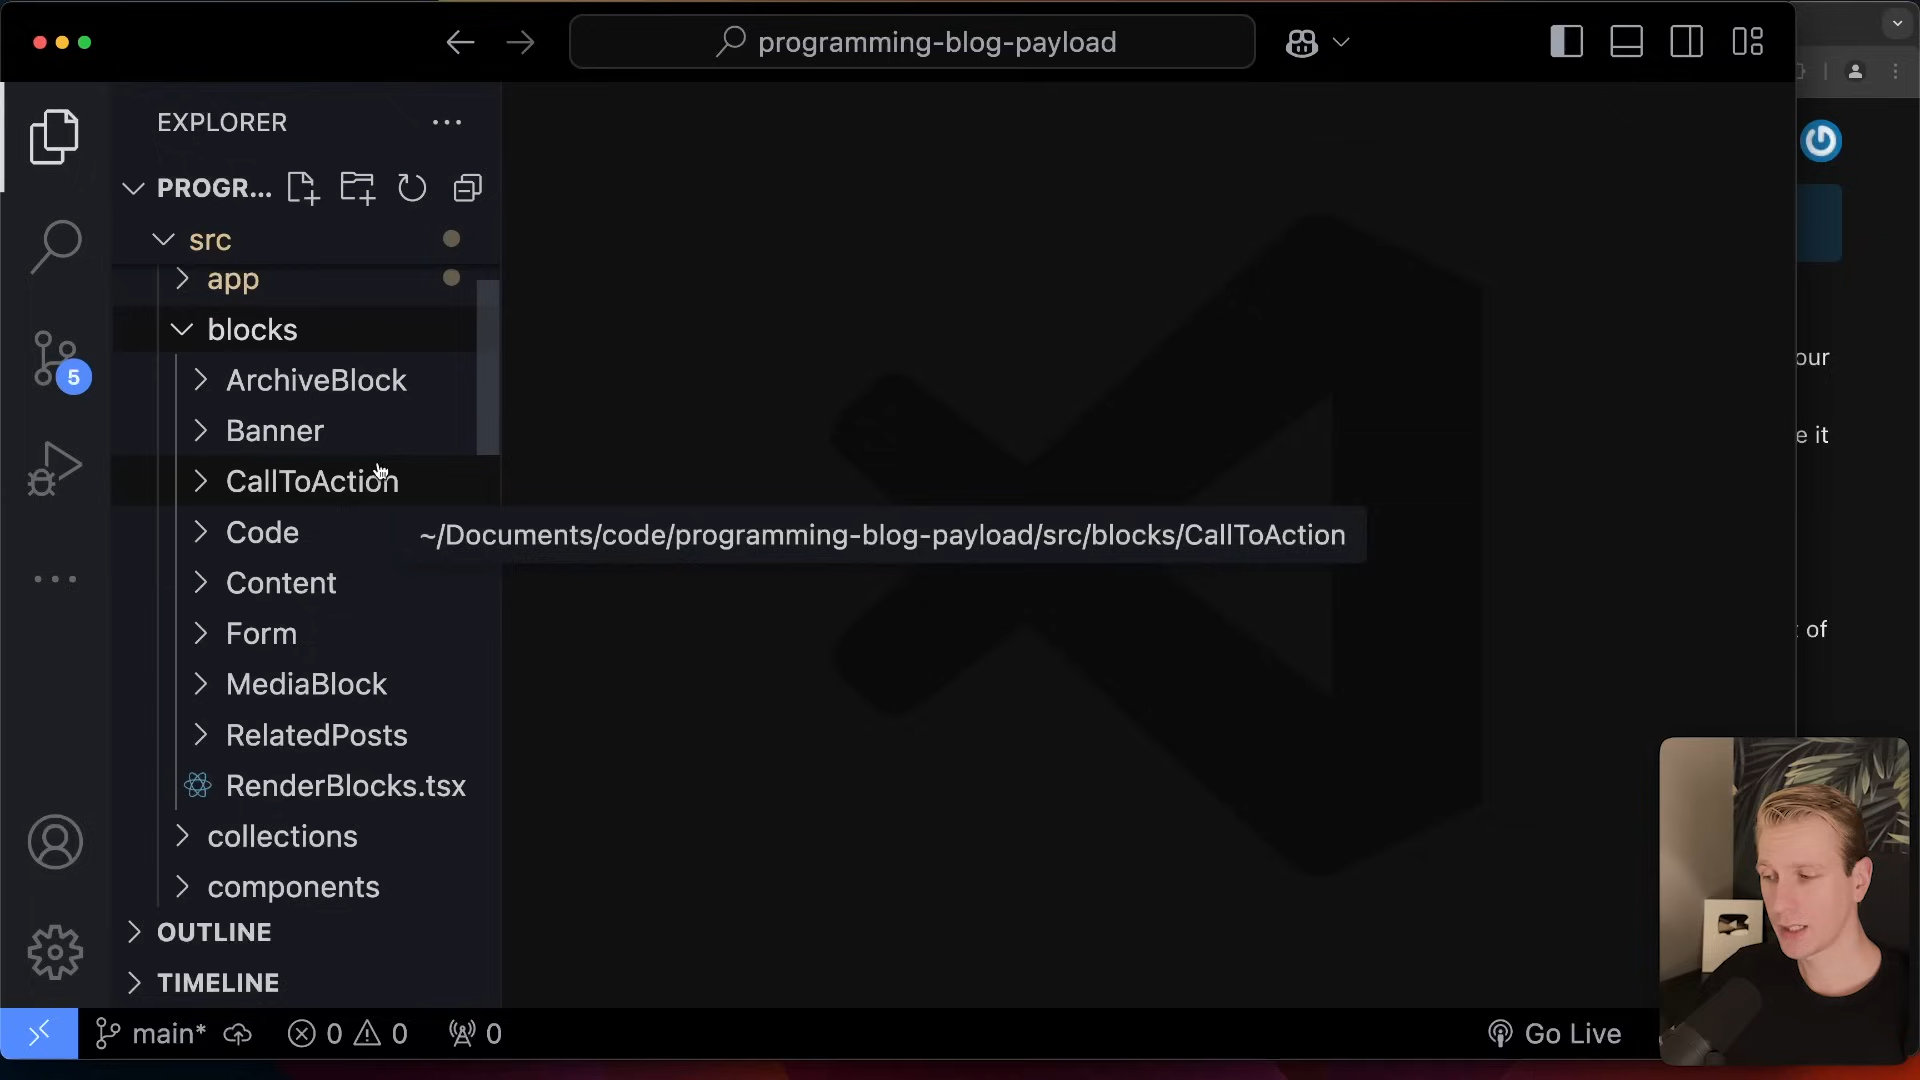 programming-blog-payload
EXPLORER
PROGR...
src
app
blocks
ArchiveBlock
Banner
CallToAction
Code
~/Documents/code/programming-blog-payload/src/blocks/CallToAction
Content
Form
MediaBlock
RelatedPosts
RenderBlocks.tsx
collections
components
OUTLINE
TIMELINE
5
our
e it
of
main*
0
0
0
Go Live